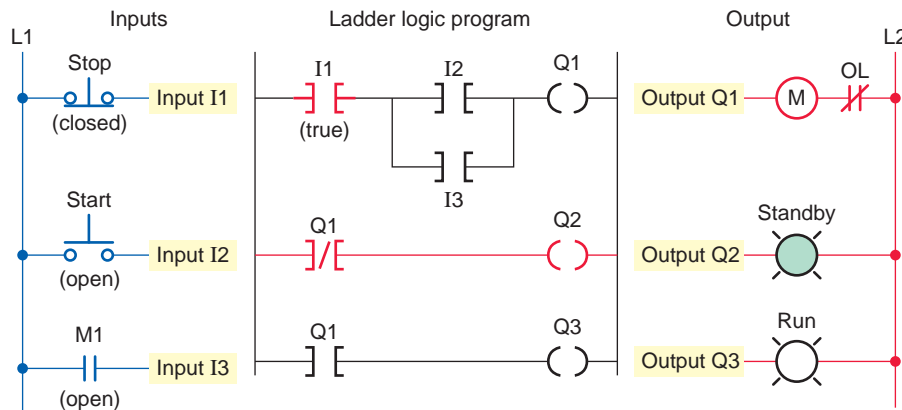 Inputs
Ladder logic program
Output
L1
L2
Stop
(closed)
Input I1
I1
(true)
I2
I3
Q1
Output Q1
M
OL
Start
(open)
Input I2
Q1
Q2
Output Q2
Standby
M1
(open)
Input I3
Q1
Q3
Output Q3
Run